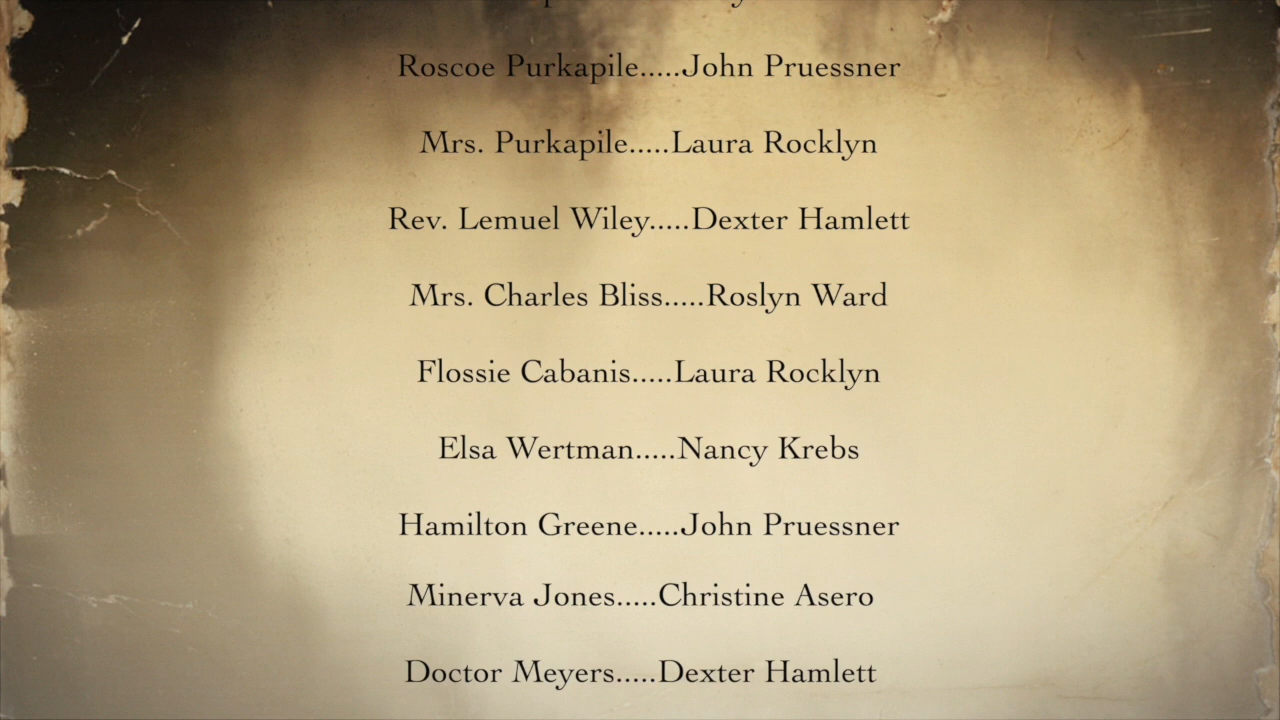 Roscoe Purkapile.....John Pruessner
Mrs. Purkapile.....Laura Rocklyn
Rev. Lemuel Wiley.....Dexter Hamlett
Mrs. Charles Bliss.....Roslyn Ward
Flossie Cabanis.....Laura Rocklyn
Elsa Wertman.....Nancy Krebs
Hamilton Greene.....John Pruessner
Minerva Jones.....Christine Asero
Doctor Meyers.....Dexter Hamlett